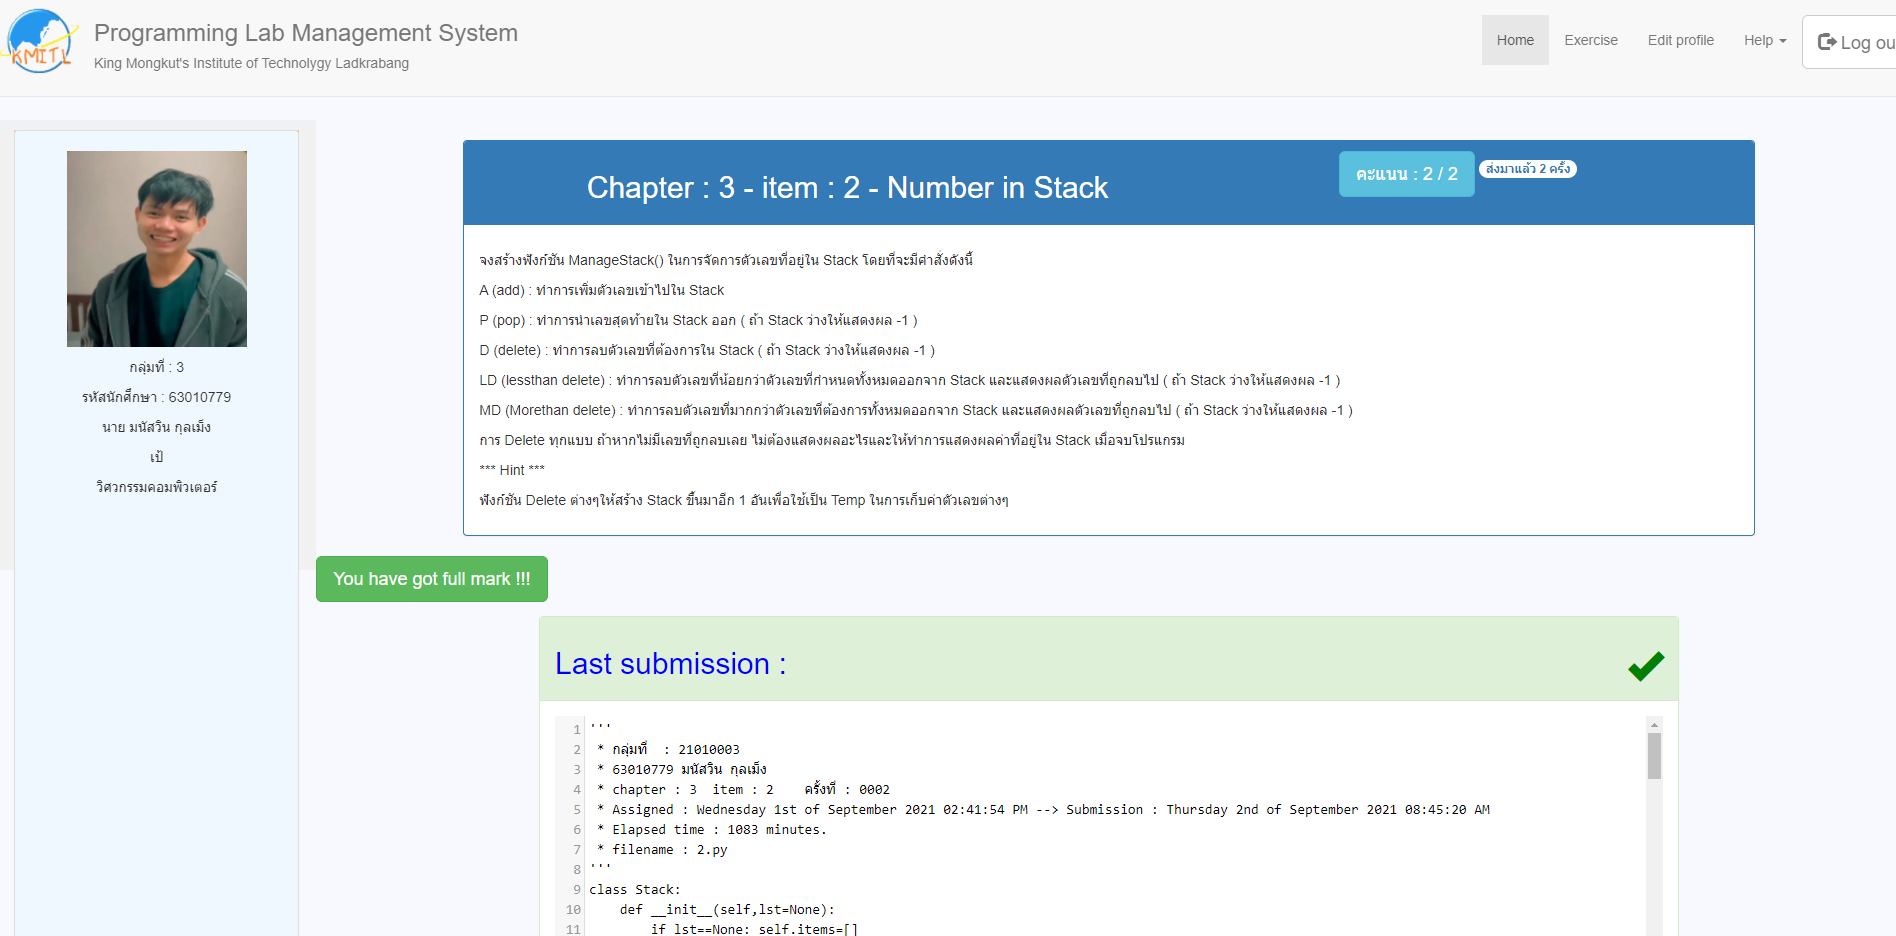 KMITL
Programming Lab Management System
King Mongkut's Institute of Technolygy Ladkrabang
Home
Exercise
Edit profile
Help
Log ou
กลุ่มที่ : 3
รหัสนักศึกษา : 63010779
นาย มนัสวิน กุลเม็ง
เป้
วิศวกรรมคอมพิวเตอร์
Chapter : 3 - item : 2 - Number in Stack
คะแนน : 2 / 2
ส่งมาแล้ว 2 ครั้ง
จงสร้างฟังก์ชัน ManageStack() ในการจัดการตัวเลขที่อยู่ใน Stack โดยที่จะมีคำสั่งดังนี้
A (add) : ทำการเพิ่มตัวเลขเข้าไปใน Stack
P (pop) : ทำการนำเลขสุดท้ายใน Stack ออก ( ถ้า Stack ว่างให้แสดงผล -1 )
D (delete) : ทำการลบตัวเลขที่ต้องการใน Stack ( ถ้า Stack ว่างให้แสดงผล -1 )
LD (lessthan delete) : ทำการลบตัวเลขที่น้อยกว่าตัวเลขที่กำหนดทั้งหมดออกจาก Stack และแสดงผลตัวเลขที่ถูกลบไป ( ถ้า Stack ว่างให้แสดงผล -1 )
MD (Morethan delete) : ทำการลบตัวเลขที่มากกว่าตัวเลขที่ต้องการทั้งหมดออกจาก Stack และแสดงผลตัวเลขที่ถูกลบไป ( ถ้า Stack ว่างให้แสดงผล -1 )
การ Delete ทุกแบบ ถ้าหากไม่มีเลขที่ถูกลบเลย ไม่ต้องแสดงผลอะไรและให้ทำการแสดงผลค่าที่อยู่ใน Stack เมื่อจบโปรแกรม
*** Hint ***
ฟังก์ชัน Delete ต่างๆให้สร้าง Stack ขึ้นมาอีก 1 อันเพื่อใช้เป็น Temp ในการเก็บค่าตัวเลขต่างๆ
You have got full mark !!!
Last submission :
1 '''
2 * กลุ่มที่ : 21010003
3 * 63010779 มนัสวิน กุลเม็ง
4 * chapter : 3 item : 2 ครั้งที่ : 0002
5 * Assigned : Wednesday 1st of September 2021 02:41:54 PM --> Submission : Thursday 2nd of September 2021 08:45:20 AM
6 * Elapsed time : 1083 minutes.
7 * filename : 2.py
8 '''
9 class Stack:
10 def __init__(self,lst=None):
11 if lst==None: self.items=[]